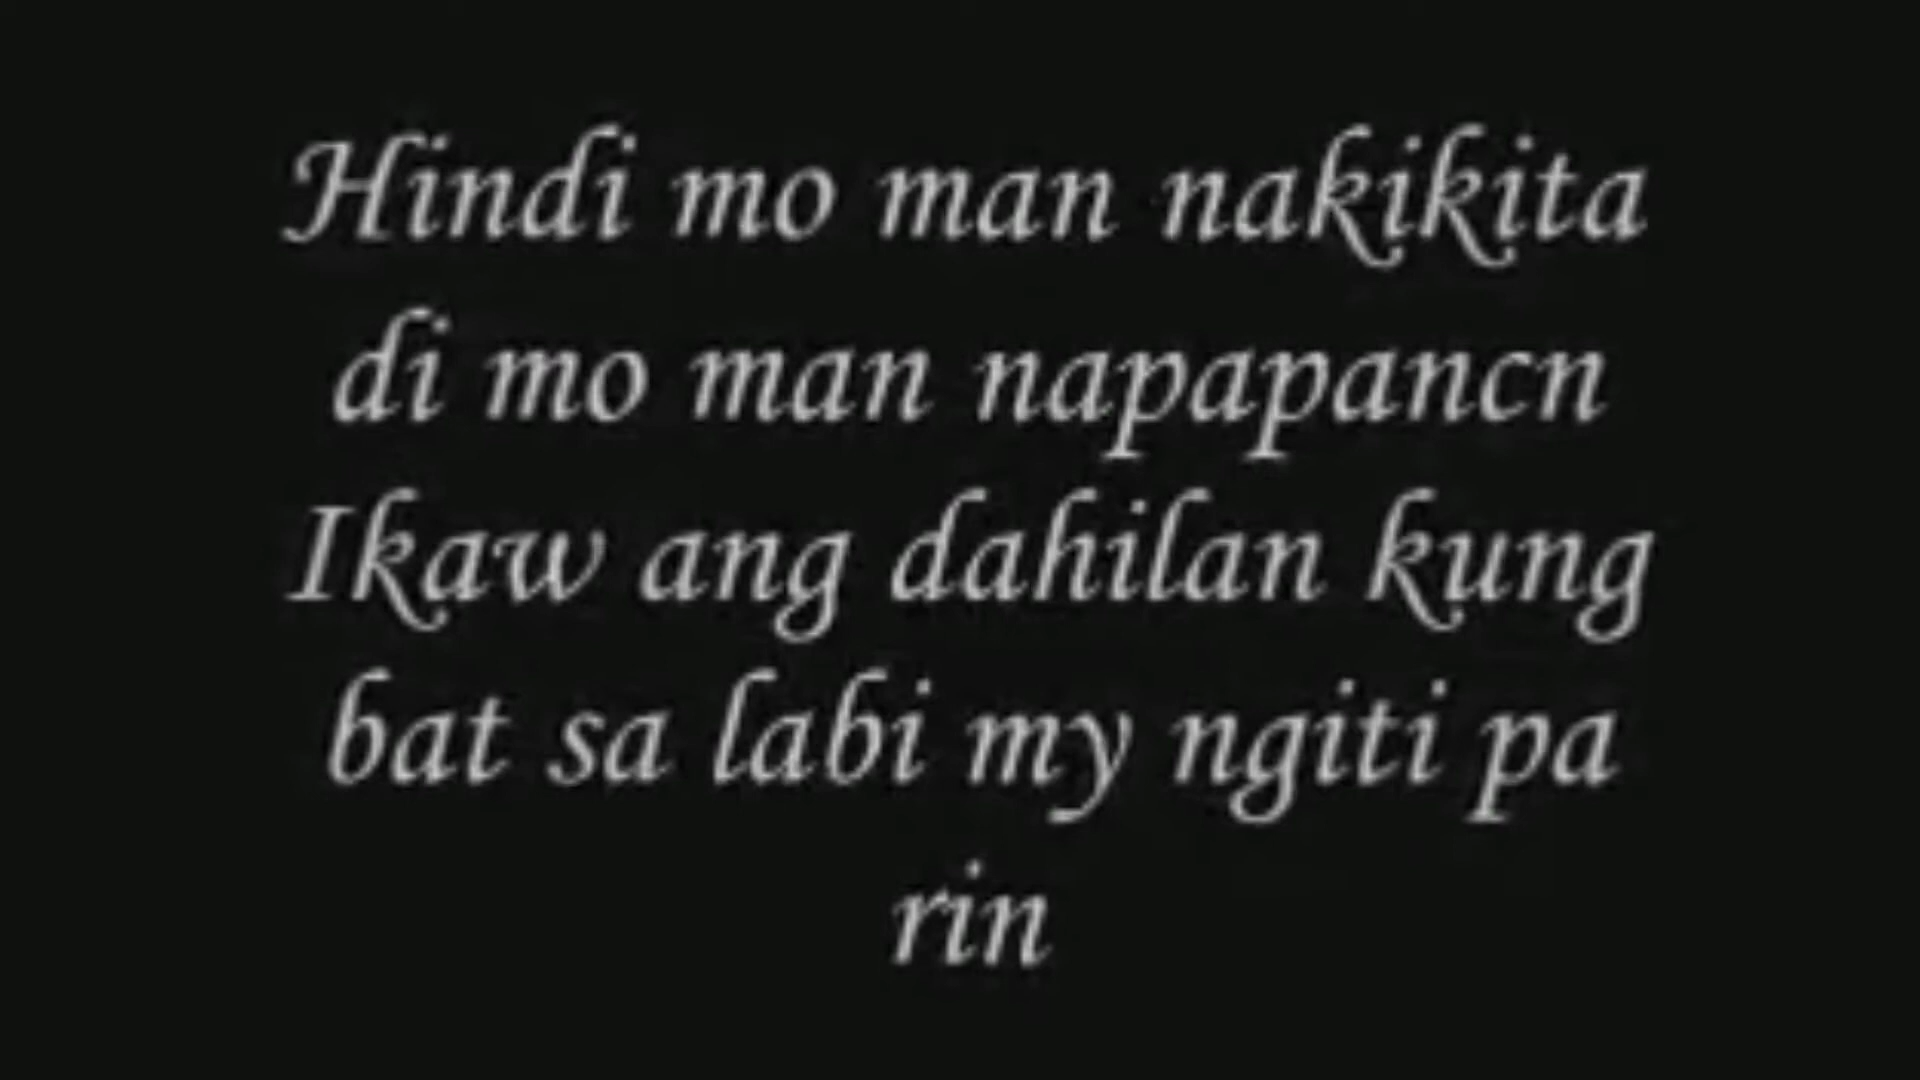 Hindi mo man nakikita
di mo man napapancn
Ikaw ang dahilan kung
bat sa labi my ngiti pa
rin